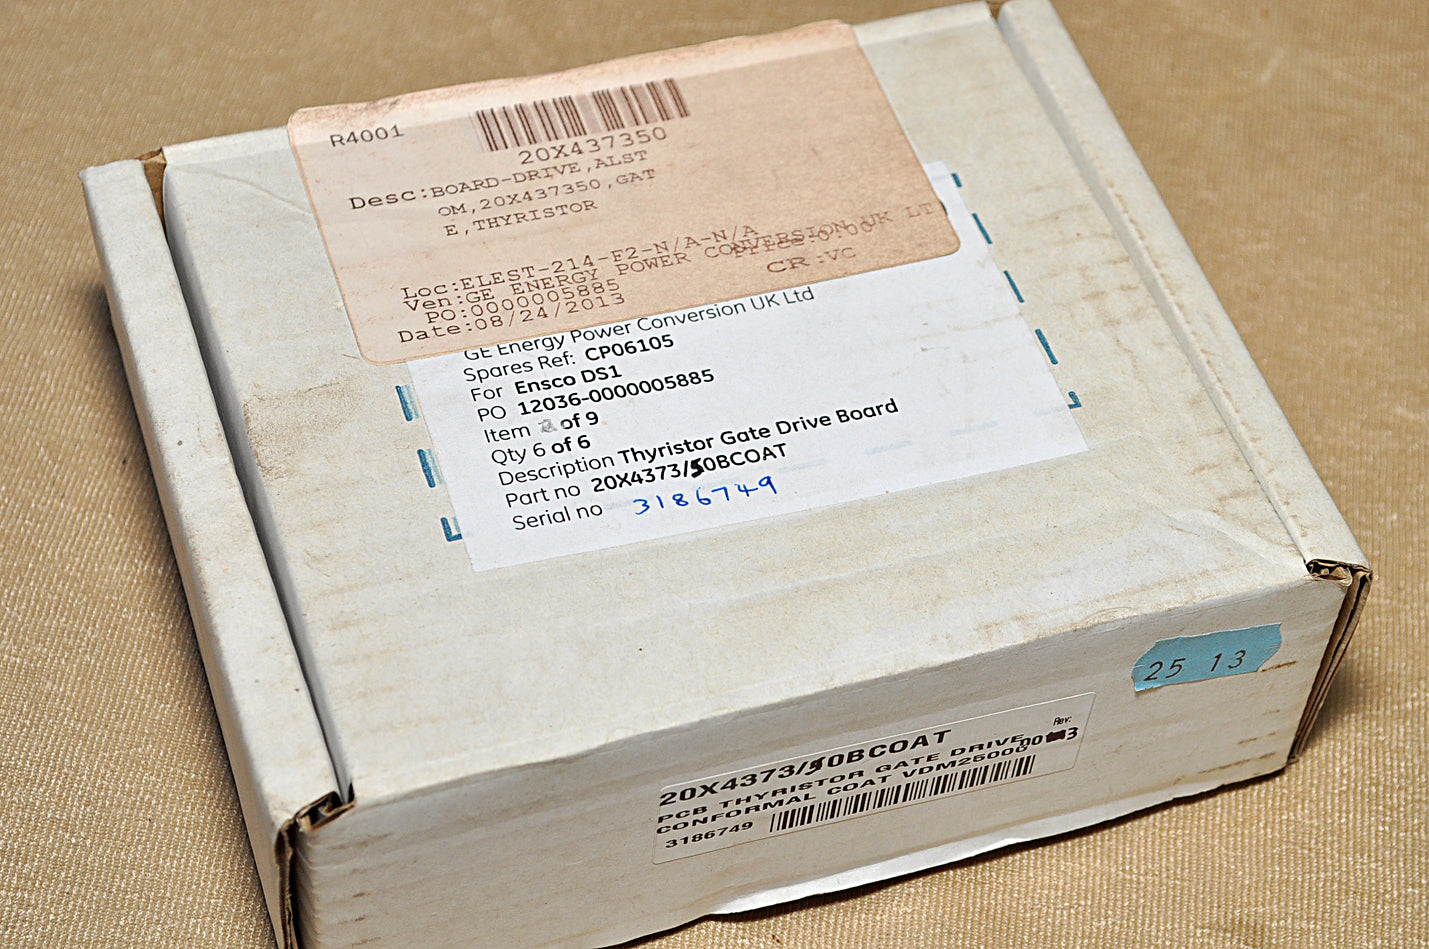 R4001
20X437350
Desc:BOARD-DRIVE,ALST
OM,20X437350,GAT
E,THYRISTOR
Loc:ELEST-214-F2-N/A-N/A
Ven:GE ENERGY POWER CONVERSION UK LT
PO:0000005885
CR:VC
Date:08/24/2013
GE Energy Power Conversion UK Ltd
Spares Ref: CP06105
For Ensco DS1
PO 12036-0000005885
Item of 9
Qty 6 of 6
Description Thyristor Gate Drive Board
Part no 20X4373/50BCOAT
Serial no 3186749
25 13
20X4373/50BCOAT
Rev:
PCB THYRISTOR GATE DRIVE
CONFORMAL COAT VDM25000
3186749